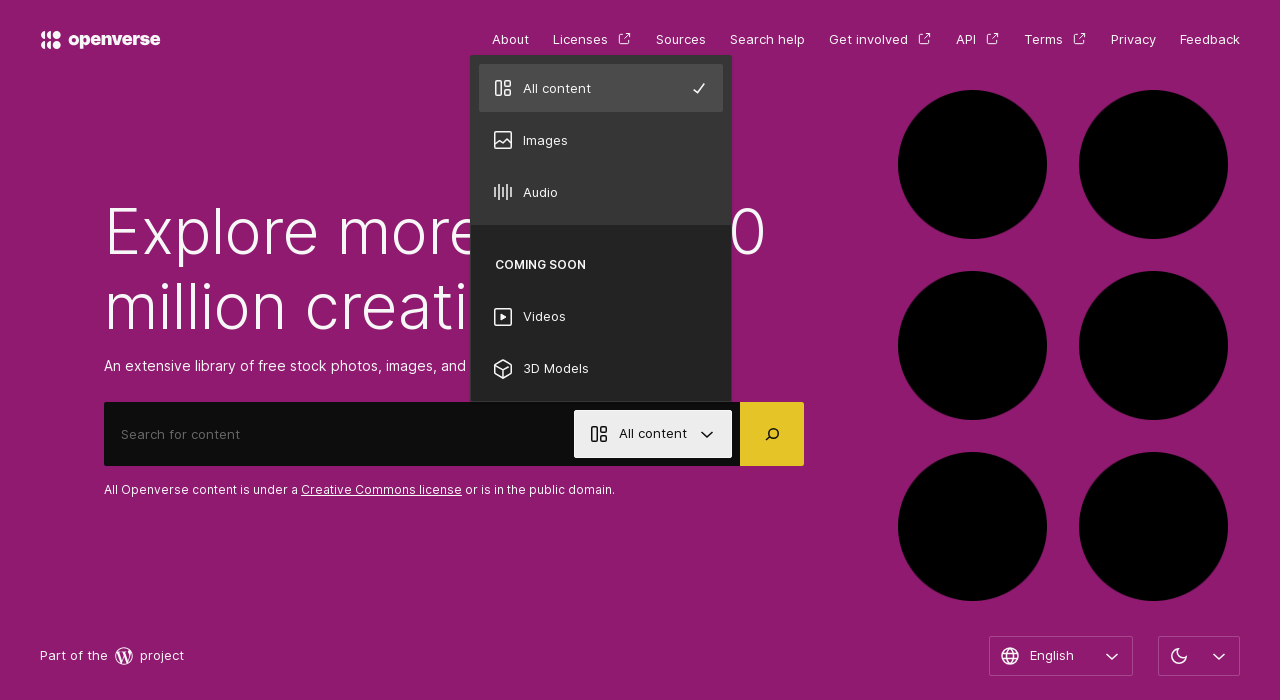 openverse
About Licenses Sources Search help Get involved API Terms Privacy Feedback
All content
Images
Audio
COMING SOON
Videos
3D Models
Explore more 0
million creati
An extensive library of free stock photos, images, and
Search for content
All content
All Openverse content is under a Creative Commons license or is in the public domain.
Part of the project
English